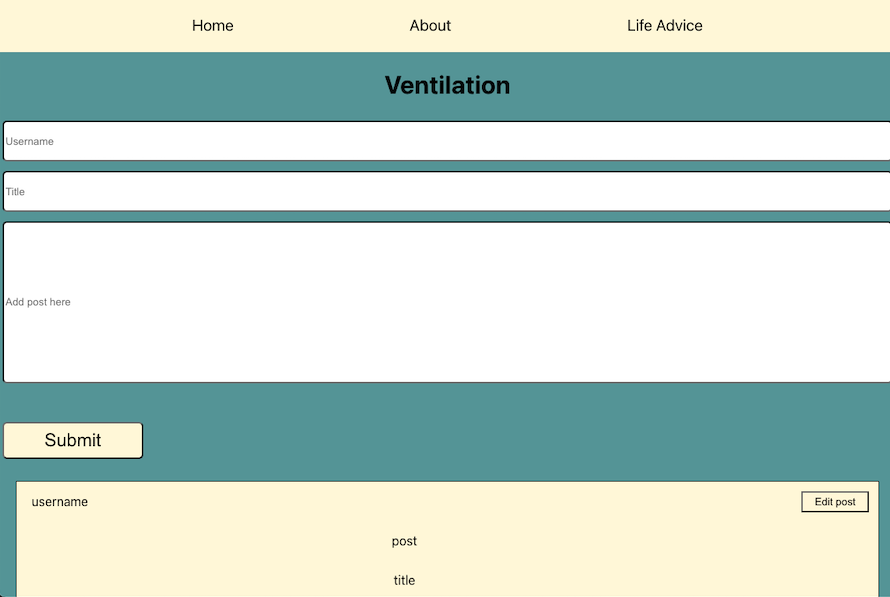 Home About Life Advice
Ventilation
Username
Title
Add post here
Submit
username Edit post
post
title